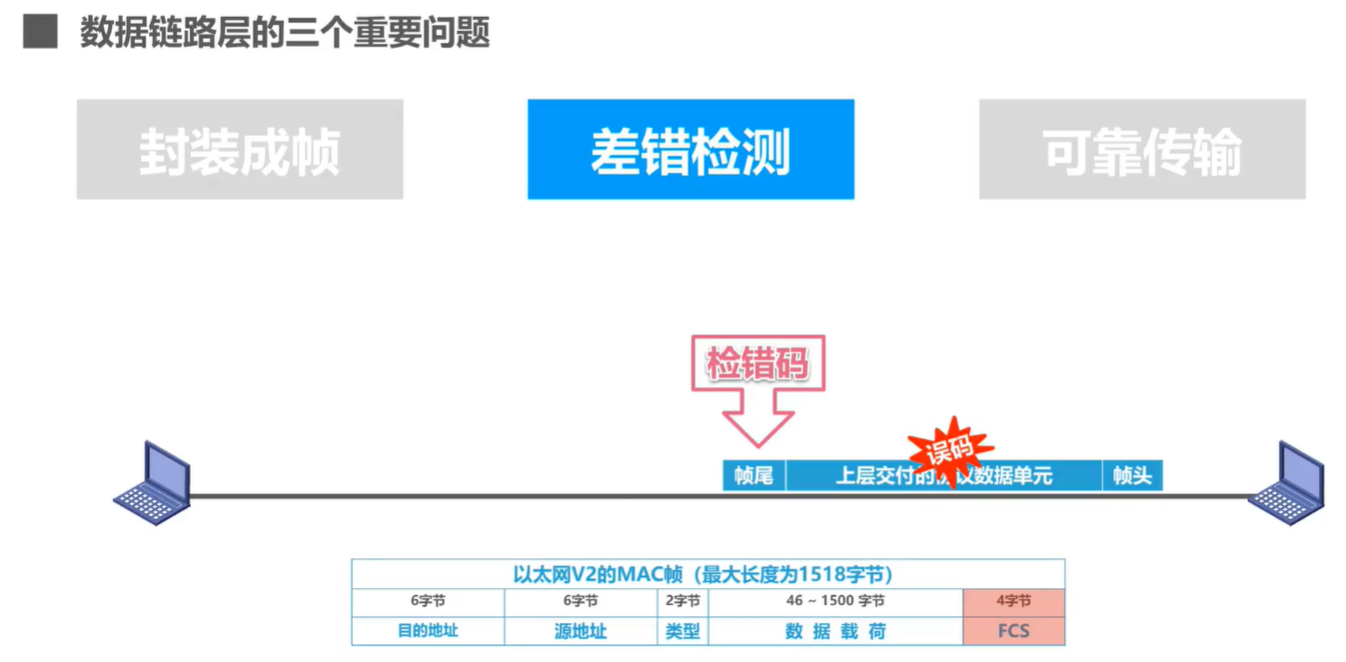 数据链路层的三个重要问题
封装成帧
差错检测
可靠传输
检错码
误码
帧尾
上层交付的协议数据单元
帧头
以太网V2的MAC帧（最大长度为1518字节）
6字节 6字节 2字节 46 ~ 1500 字节 4字节
目的地址 源地址 类型 数 据 载 荷 FCS